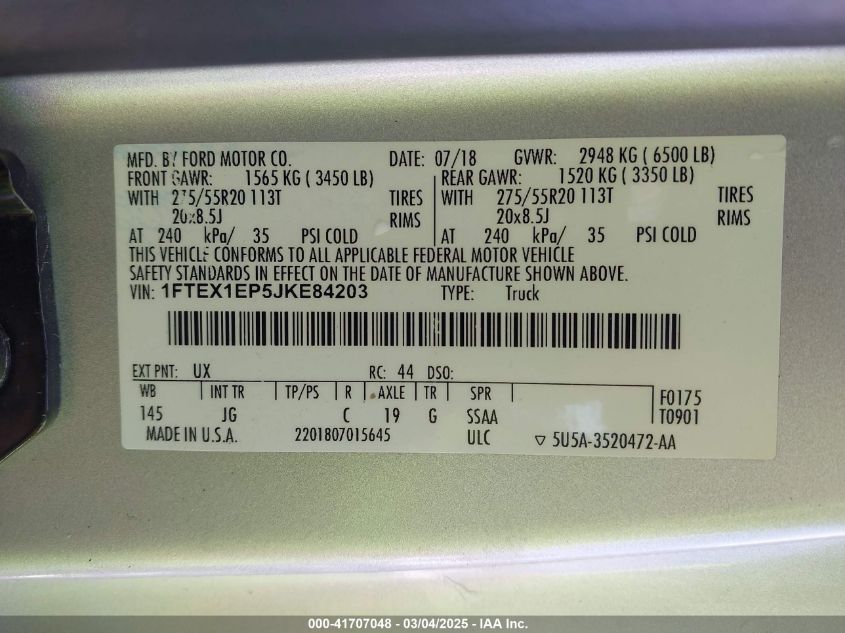 MFD. BY FORD MOTOR CO. DATE: 07/18 GVWR: 2948 KG ( 6500 LB)
FRONT GAWR: 1565 KG ( 3450 LB) REAR GAWR: 1520 KG ( 3350 LB)
WITH 275/55R20 113T TIRES WITH 275/55R20 113T TIRES
20x8.5J RIMS 20x8.5J RIMS
AT 240 kPa/ 35 PSI COLD AT 240 kPa/ 35 PSI COLD
THIS VEHICLE CONFORMS TO ALL APPLICABLE FEDERAL MOTOR VEHICLE
SAFETY STANDARDS IN EFFECT ON THE DATE OF MANUFACTURE SHOWN ABOVE.
VIN: 1FTEX1EP5JKE84203 TYPE: Truck
EXT PNT: UX RC: 44 DSO:
WB INT TR TP/PS R AXLE TR SPR F0175
145 JG C 19 G SSAA T0901
MADE IN U.S.A. 2201807015645 ULC ▽ 5U5A-3520472-AA
000-41707048 - 03/04/2025 - IAA Inc.